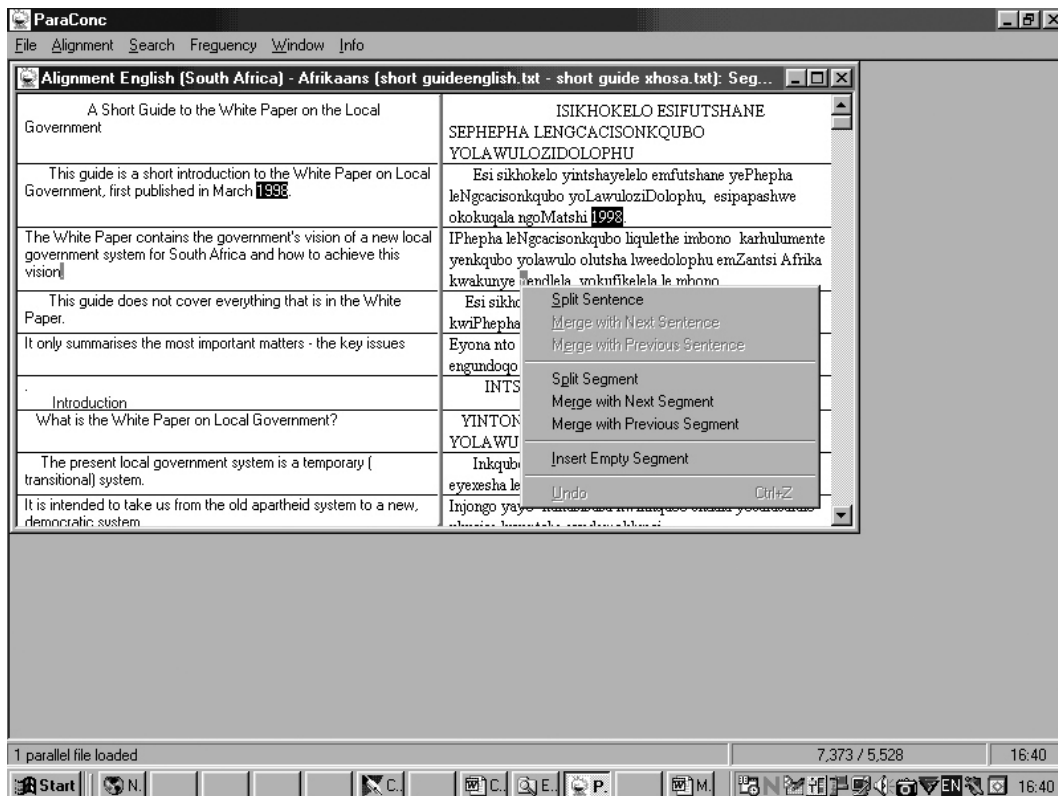 ParaConc
File Alignment Search Frequency Window Info
Alignment English (South Africa) - Afrikaans (short guideenglish.txt - short guide xhosa.txt): Seg...
A Short Guide to the White Paper on the Local
Government
ISIKHOKELO ESIFUTSHANE
SEPHEPHA LENGCACISONKQUBO
YOLAWULOZIDOLOPHU
This guide is a short introduction to the White Paper on Local
Government, first published in March 1998.
Esi sikhokelo yintshayelelo emfutshane yePhepha
leNgcacisonkqubo yoLawuloziDolophu, esipapashwe
okokuqala ngoMatshi 1998.
The White Paper contains the government's vision of a new local
government system for South Africa and how to achieve this
vision
IPhepha leNgcacisonkqubo liqulethe imbono karhulumente
yenkqubo yolawulo olutsha lweedolophu emZantsi Afrika
kwakunye nendlela yokufikelela le mbono
This guide does not cover everything that is in the White
Paper.
Esi sikho
kwiPhepha
It only summarises the most important matters - the key issues
Eyona nto
engundoqo
.
Introduction
INTS
What is the White Paper on Local Government?
YINTON
YOLAWU
The present local government system is a temporary (
transitional) system.
Inkqub
eyexesha le
It is intended to take us from the old apartheid system to a new,
democratic system
Injongo yayo
Split Sentence
Merge with Next Sentence
Merge with Previous Sentence
Split Segment
Merge with Next Segment
Merge with Previous Segment
Insert Empty Segment
Undo Ctrl+Z
1 parallel file loaded 7,373 / 5,528 16:40
Start N. C. C. E. P. M. EN 16:40